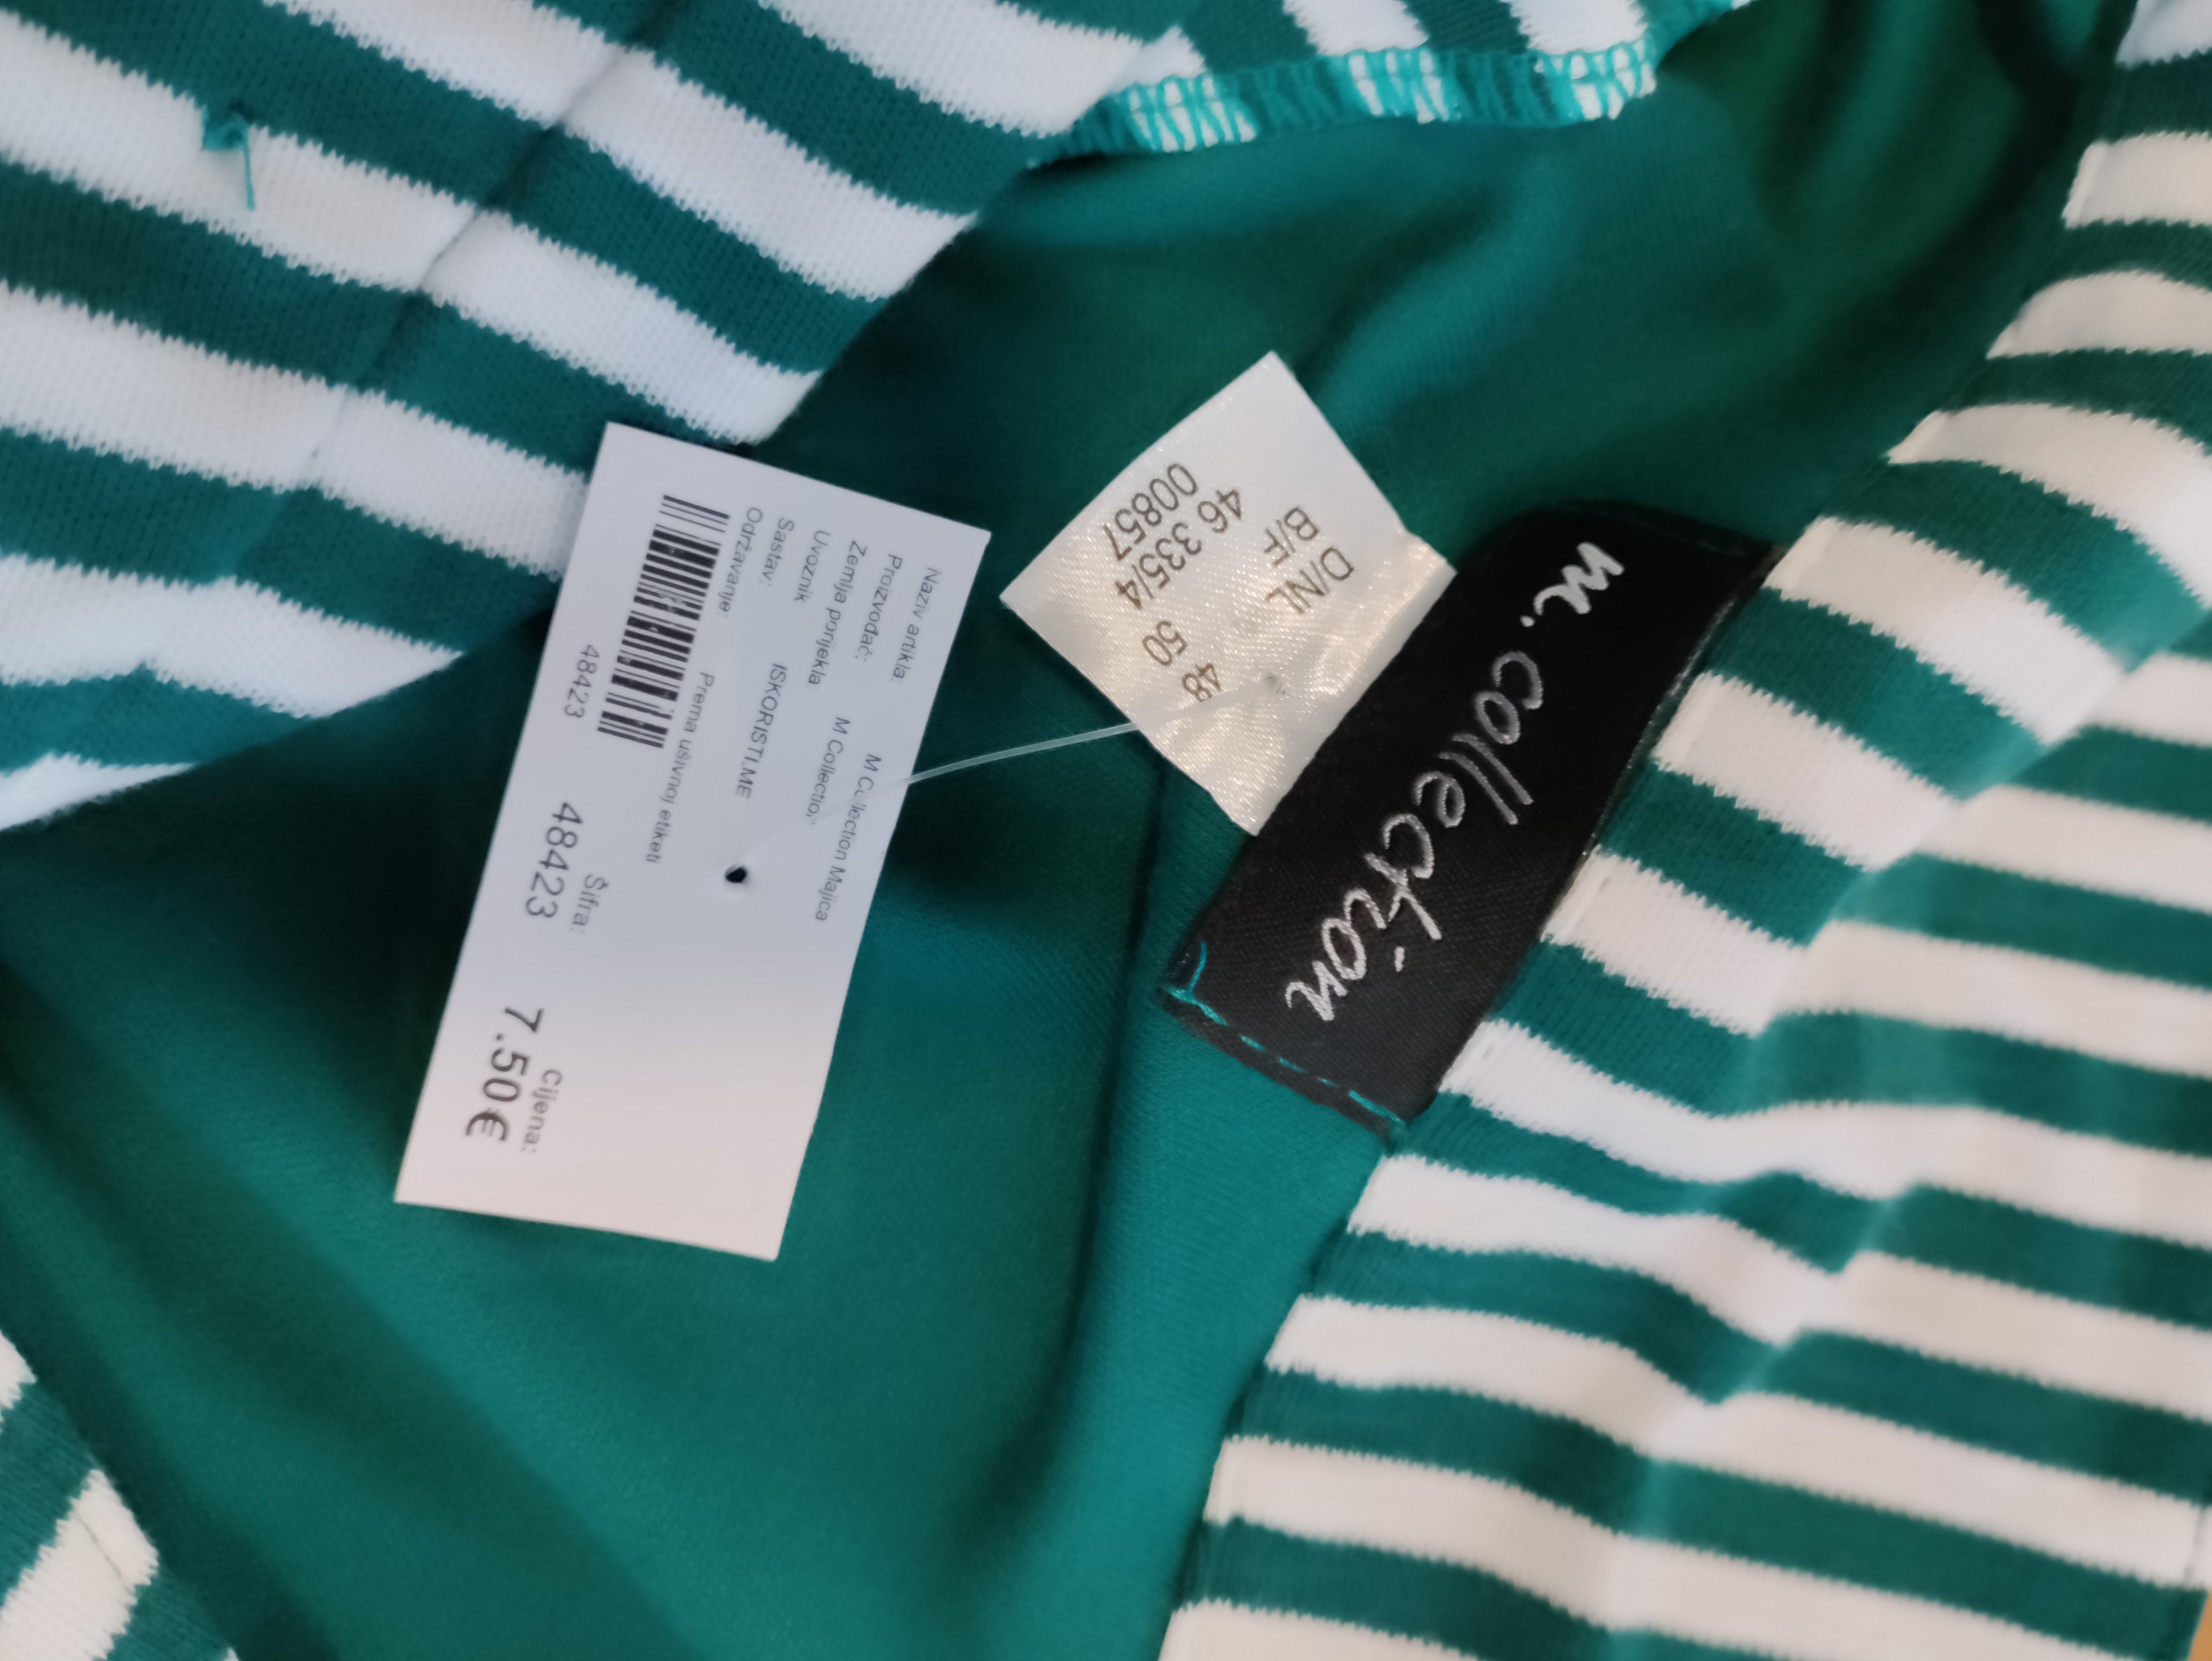 Naziv artikla: M Collection Majica
Proizvođač: M Collection
Zemlja porijekla:
Uvoznik ISKORISTI.ME
Sastav:
Održavanje: Prema ušivnoj etiketi
48423
Šifra:
48423
Cijena:
7.50€
D/NL 48
B/F 50
46 335/4
00857
m. collection